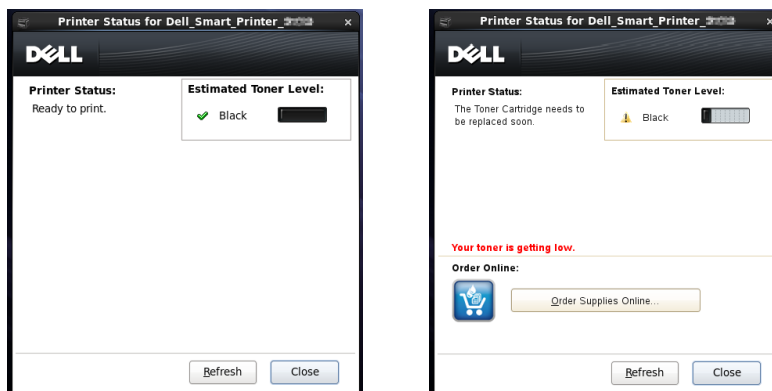 Printer Status for Dell_Smart_Printer_
DELL
Printer Status:
Ready to print.
Estimated Toner Level:
Black
Refresh
Close
Printer Status for Dell_Smart_Printer_
DELL
Printer Status:
The Toner Cartridge needs to
be replaced soon.
Estimated Toner Level:
Black
Your toner is getting low.
Order Online:
Order Supplies Online...
Refresh
Close